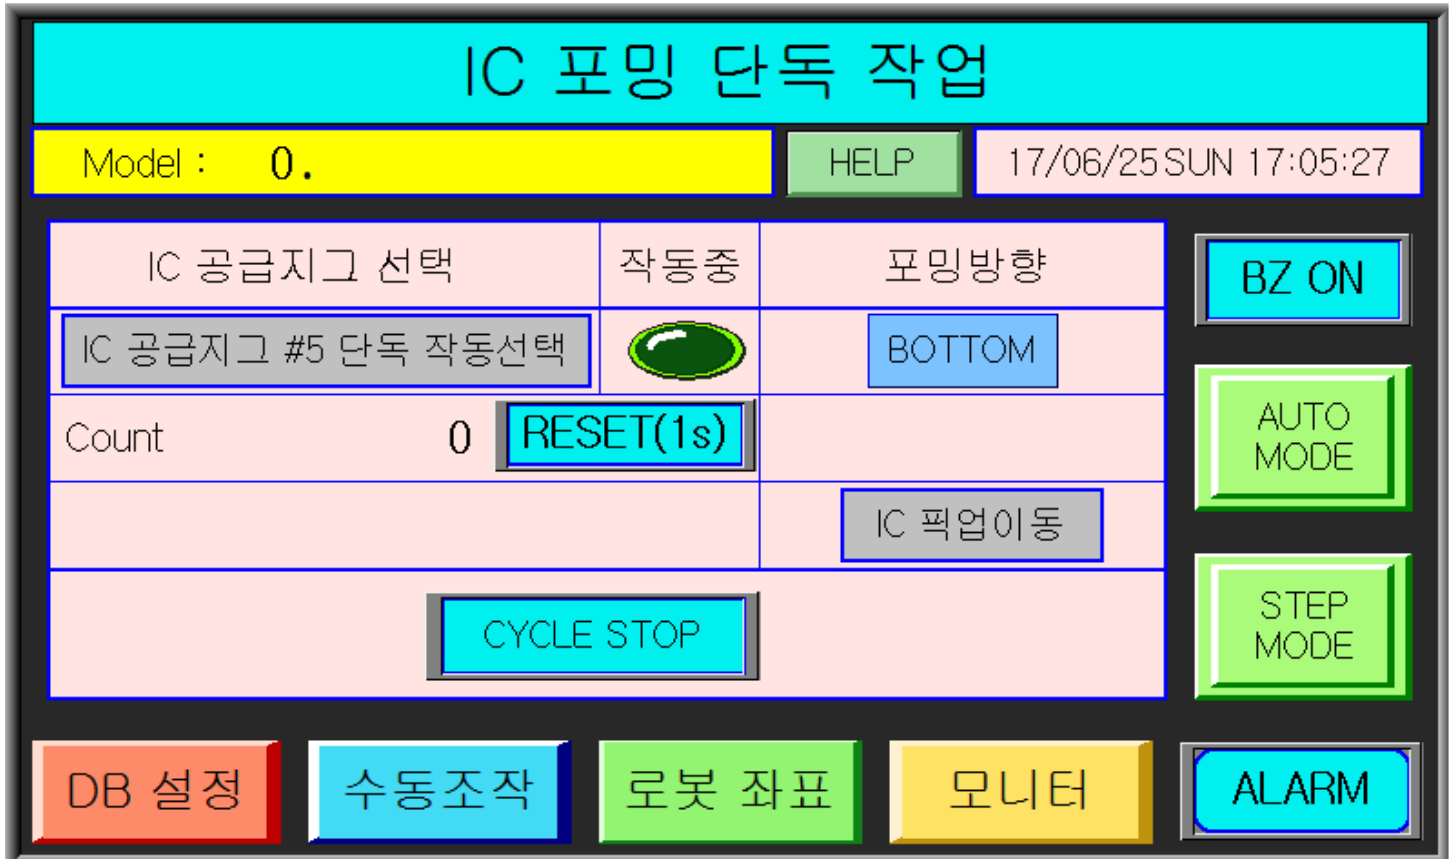 IC 포밍 단독 작업
Model : 0.
HELP
17/06/25 SUN 17:05:27
IC 공급지그 선택
작동중
포밍방향
BZ ON
IC 공급지그 #5 단독 작동선택
BOTTOM
AUTO
MODE
Count 0
RESET(1s)
IC 픽업이동
STEP
MODE
CYCLE STOP
DB 설정
수동조작
로봇 좌표
모니터
ALARM